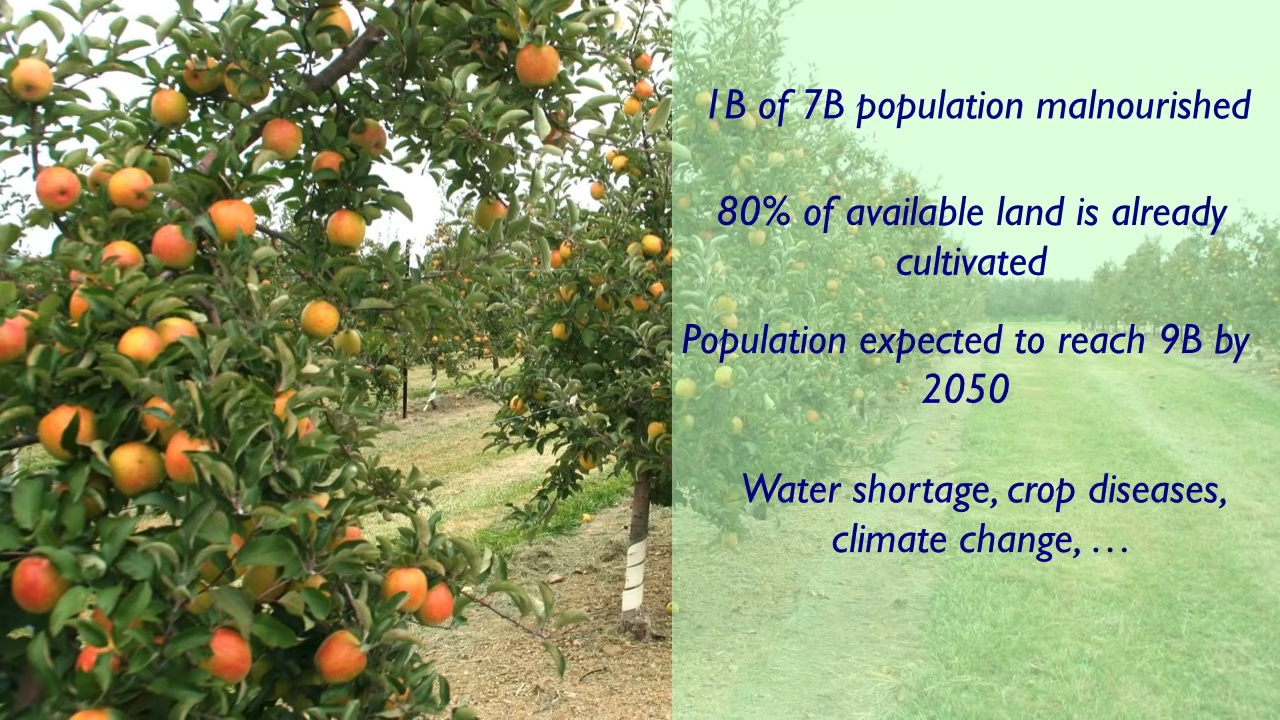 1B of 7B population malnourished
80% of available land is already
cultivated
Population expected to reach 9B by
2050
Water shortage, crop diseases,
climate change, …